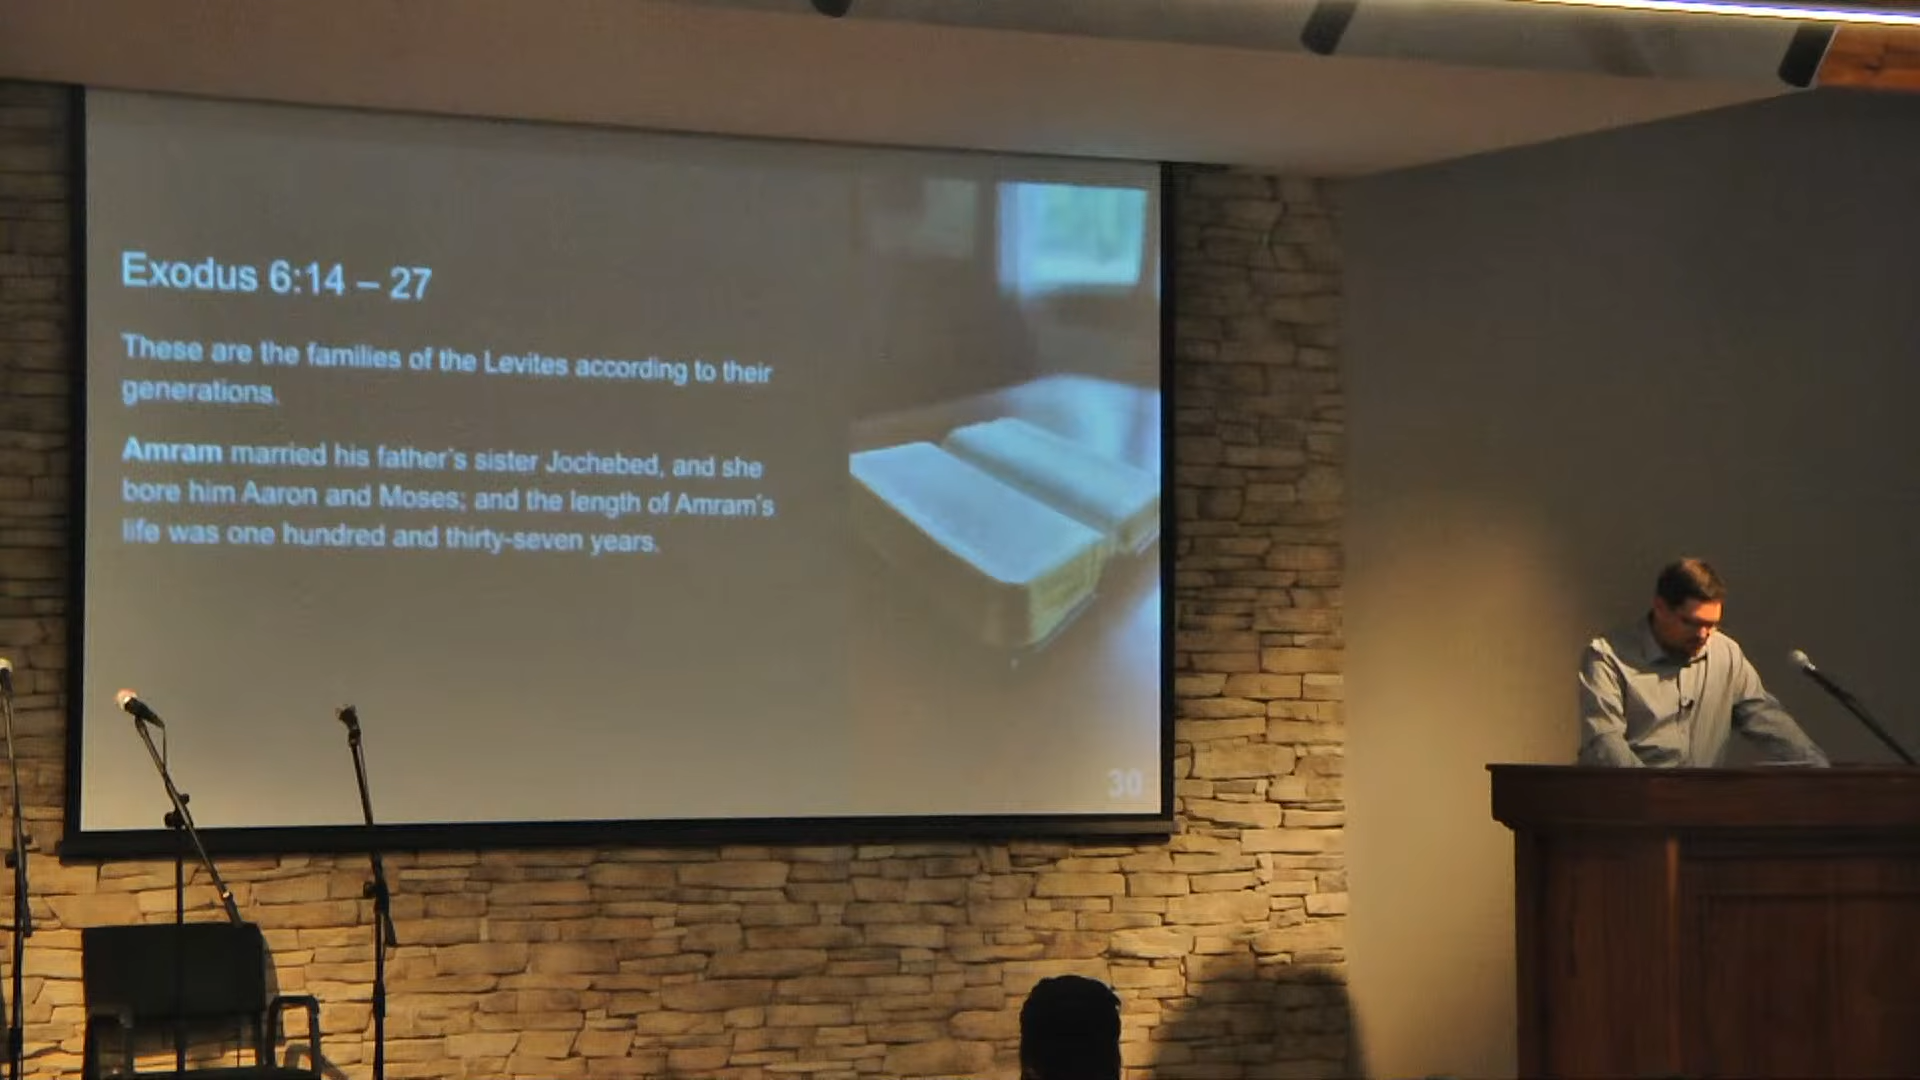 Exodus 6:14 – 27
These are the families of the Levites according to their
generations.
Amram married his father's sister Jochebed, and she
bore him Aaron and Moses; and the length of Amram's
life was one hundred and thirty-seven years.
30